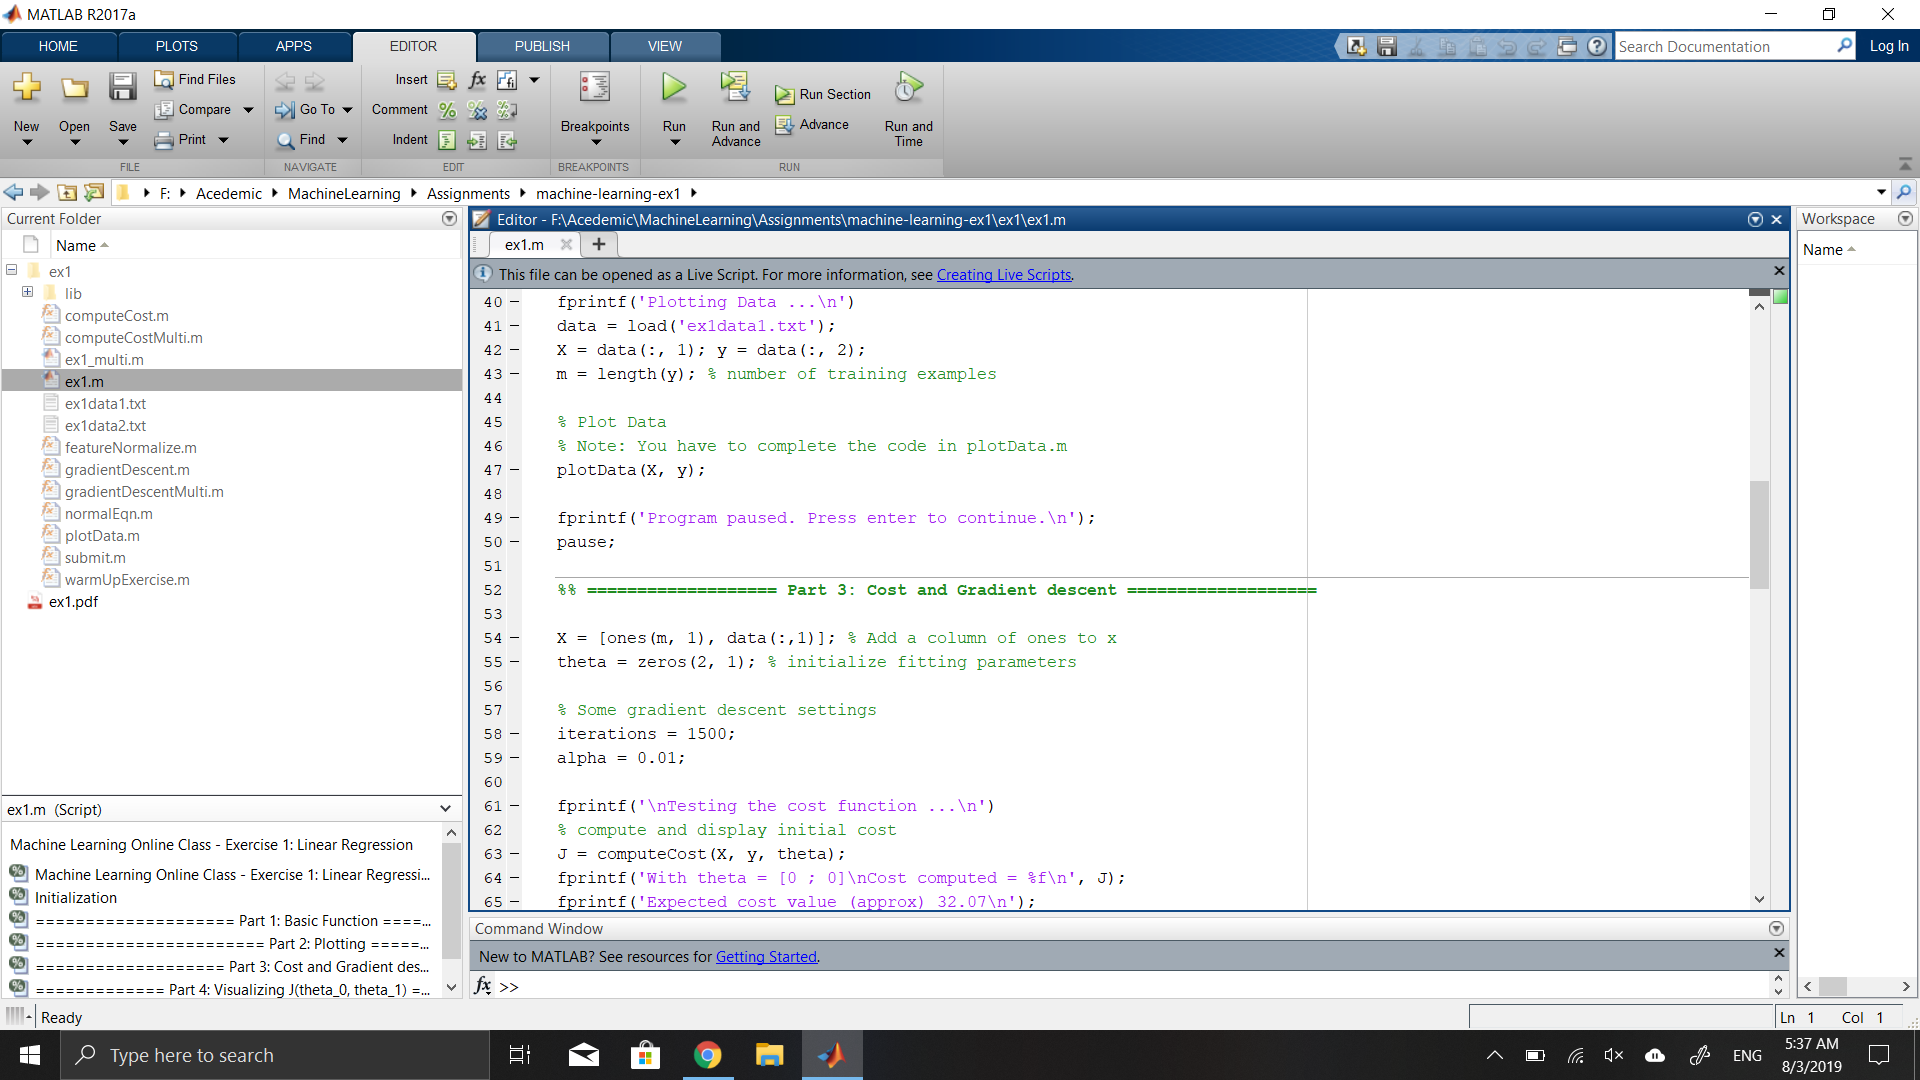 MATLAB R2017a
HOME PLOTS APPS EDITOR PUBLISH VIEW
Search Documentation
Log In
New
Open
Save
Find Files
Compare
Print
FILE
Go To
Find
NAVIGATE
Insert
Comment
Indent
EDIT
Breakpoints
BREAKPOINTS
Run
Run and Advance
Run Section
Advance
Run and Time
RUN
F: Acedemic MachineLearning Assignments machine-learning-ex1
Current Folder
Name
ex1
lib
computeCost.m
computeCostMulti.m
ex1_multi.m
ex1.m
ex1data1.txt
ex1data2.txt
featureNormalize.m
gradientDescent.m
gradientDescentMulti.m
normalEqn.m
plotData.m
submit.m
warmUpExercise.m
ex1.pdf
ex1.m (Script)
Machine Learning Online Class - Exercise 1: Linear Regression
Machine Learning Online Class - Exercise 1: Linear Regressi...
Initialization
==================== Part 1: Basic Function ====...
======================= Part 2: Plotting =====...
=================== Part 3: Cost and Gradient des...
============= Part 4: Visualizing J(theta_0, theta_1) =...
Editor - F:\Acedemic\MachineLearning\Assignments\machine-learning-ex1\ex1\ex1.m
ex1.m
This file can be opened as a Live Script. For more information, see Creating Live Scripts.
40 – fprintf('Plotting Data ...\n')
41 – data = load('ex1data1.txt');
42 – X = data(:, 1); y = data(:, 2);
43 – m = length(y); % number of training examples
44
45 % Plot Data
46 % Note: You have to complete the code in plotData.m
47 – plotData(X, y);
48
49 – fprintf('Program paused. Press enter to continue.\n');
50 – pause;
51
52 %% =================== Part 3: Cost and Gradient descent ===================
53
54 – X = [ones(m, 1), data(:,1)]; % Add a column of ones to x
55 – theta = zeros(2, 1); % initialize fitting parameters
56
57 % Some gradient descent settings
58 – iterations = 1500;
59 – alpha = 0.01;
60
61 – fprintf('\nTesting the cost function ...\n')
62 % compute and display initial cost
63 – J = computeCost(X, y, theta);
64 – fprintf('With theta = [0 ; 0]\nCost computed = %f\n', J);
65 – fprintf('Expected cost value (approx) 32.07\n');
Command Window
New to MATLAB? See resources for Getting Started.
fx >>
Workspace
Name
Ready
Ln 1 Col 1
Type here to search
ENG
5:37 AM
8/3/2019